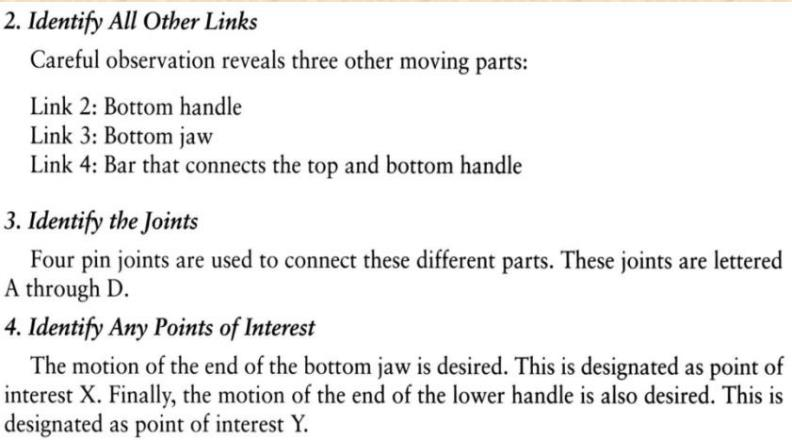 2. Identify All Other Links
Careful observation reveals three other moving parts:
Link 2: Bottom handle
Link 3: Bottom jaw
Link 4: Bar that connects the top and bottom handle
3. Identify the Joints
Four pin joints are used to connect these different parts. These joints are lettered
A through D.
4. Identify Any Points of Interest
The motion of the end of the bottom jaw is desired. This is designated as point of
interest X. Finally, the motion of the end of the lower handle is also desired. This is
designated as point of interest Y.